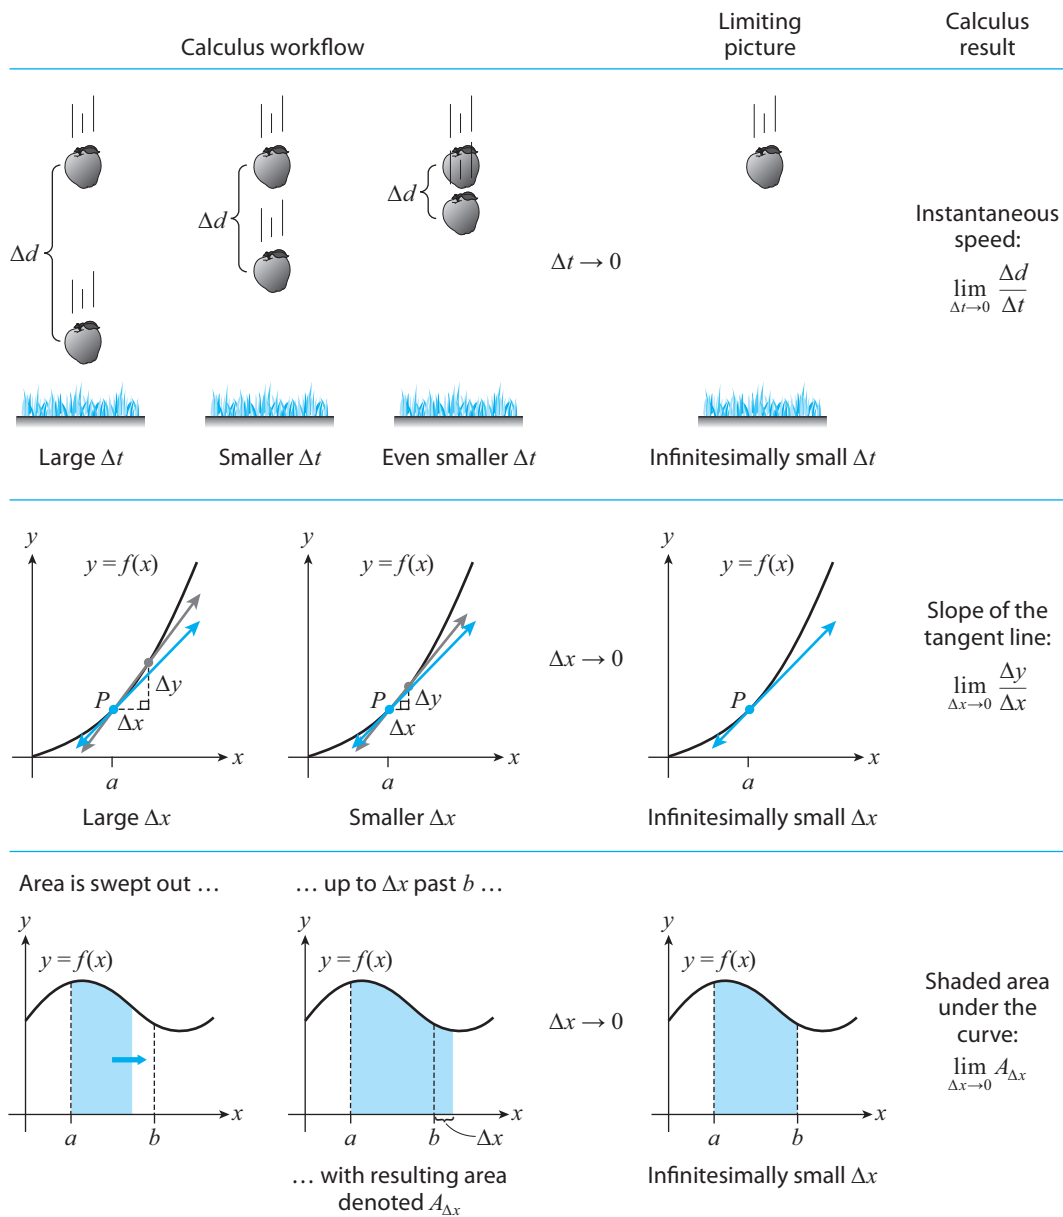 Calculus workflow
Limiting
picture
Calculus
result
Δd
Δd
Δd
Δt → 0
Instantaneous
speed:
lim Δt→0 Δd/Δt
Large Δt
Smaller Δt
Even smaller Δt
Infinitesimally small Δt
y
y = f(x)
P
Δy
Δx
x
a
Large Δx
y
y = f(x)
P
Δy
Δx
x
a
Smaller Δx
Δx → 0
y
y = f(x)
P
x
a
Infinitesimally small Δx
Slope of the
tangent line:
lim Δx→0 Δy/Δx
Area is swept out …
y
y = f(x)
x
a
b
… up to Δx past b …
y
y = f(x)
x
a
b
Δx
… with resulting area
denoted A_Δx
Δx → 0
y
y = f(x)
x
a
b
Infinitesimally small Δx
Shaded area
under the
curve:
lim Δx→0 A_Δx